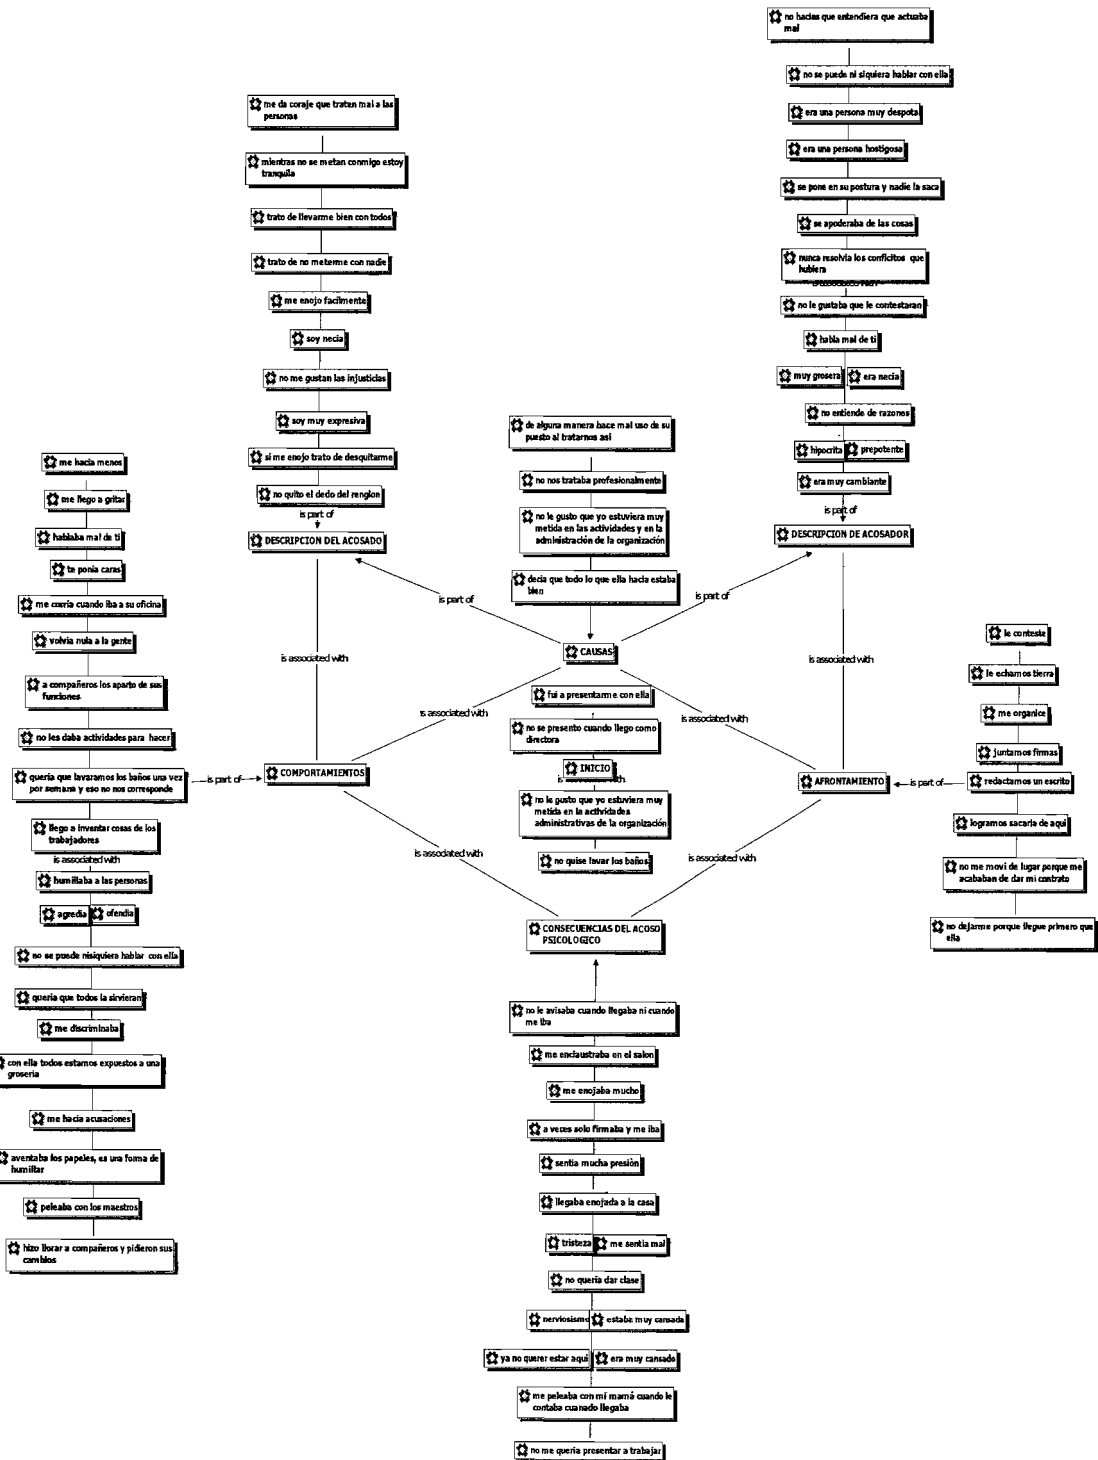 no hacias que entendiera que actuaba
mal
no se puede ni siquiera hablar con ella
era una persona muy despota
era una persona hostigosa
se pone en su postura y nadie la saca
se apoderaba de las cosas
nunca resolvia los conflcitos que
hubiera
no le gustaba que le contestaran
habla mal de ti
muy grosera
era necia
no entiende de razones
hipocrita
prepotente
era muy cambiante
is part of
DESCRIPCION DE ACOSADOR
me da coraje que traten mal a las
personas
mientras no se metan conmigo estoy
tranquila
trato de llevarme bien con todos
trato de no meterme con nadie
me enojo facilmente
soy necia
no me gustan las injusticias
soy muy expresiva
si me enojo trato de desquitarme
no quito el dedo del renglon
is part of
DESCRIPCION DEL ACOSADO
de alguna manera hace mal uso de su
puesto al tratarnos asi
no nos trataba profesionalmente
no le gusto que yo estuviera muy
metida en las actividades y en la
administración de la organización
decia que todo lo que ella hacia estaba
bien
is part of
is part of
CAUSAS
is associated with
is associated with
is associated with
is associated with
fui a presentarme con ella
no se presento cuando llego como
directora
INICIO
no le gusto que yo estuviera muy
metida en la actividadea
administrativas de la organización
no quise lavar los baños
me hacia menos
me llego a gritar
hablaba mal de ti
te ponia caras
me corria cuando iba a su oficina
volvia nula a la gente
a compañeros los aparto de sus
funciones
no les daba actividades para hacer
queria que lavaramos los baños una vez
por semana y eso no nos corresponde
is part of
COMPORTAMIENTOS
llego a inventar cosas de los
trabajadores
is associated with
humillaba a las personas
agredia
ofendia
no se puede nisiquiera hablar con ella
queria que todos la sirvieran
me discriminaba
con ella todos estamos expuestos a una
groseria
me hacia acusaciones
aventaba los papeles, es una forma de
humillar
peleaba con los maestros
hizo llorar a compañeros y pidieron sus
cambios
le conteste
le echamos tierra
me organice
juntamos firmas
AFRONTAMIENTO
is part of
redactamos un escrito
logramos sacarla de aqui
no me movi de lugar porque me
acababan de dar mi contrato
no dejarme porque llegue primero que
ella
is associated with
is associated with
CONSECUENCIAS DEL ACOSO
PSICOLOGICO
no le avisaba cuando llegaba ni cuando
me iba
me enclaustraba en el salon
me enojaba mucho
a veces solo firmaba y me iba
sentia mucha presiòn
llegaba enojada a la casa
tristeza
me sentia mal
no queria dar clase
nerviosismo
estaba muy cansada
ya no querer estar aqui
era muy cansado
me peleaba con mi mamá cuando le
contaba cuanado llegaba
no me queria presentar a trabajar